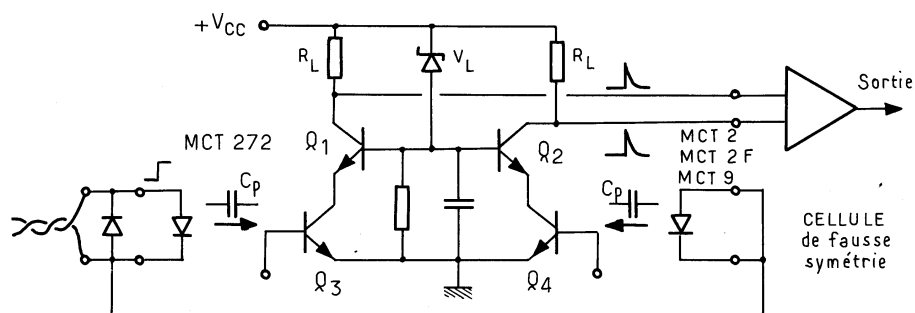 +VCC
RL
VL
RL
Sortie
MCT 272
Q1
Q2
MCT 2
MCT 2F
MCT 9
Cp
Cp
CELLULE
de fausse
symétrie
Q3
Q4